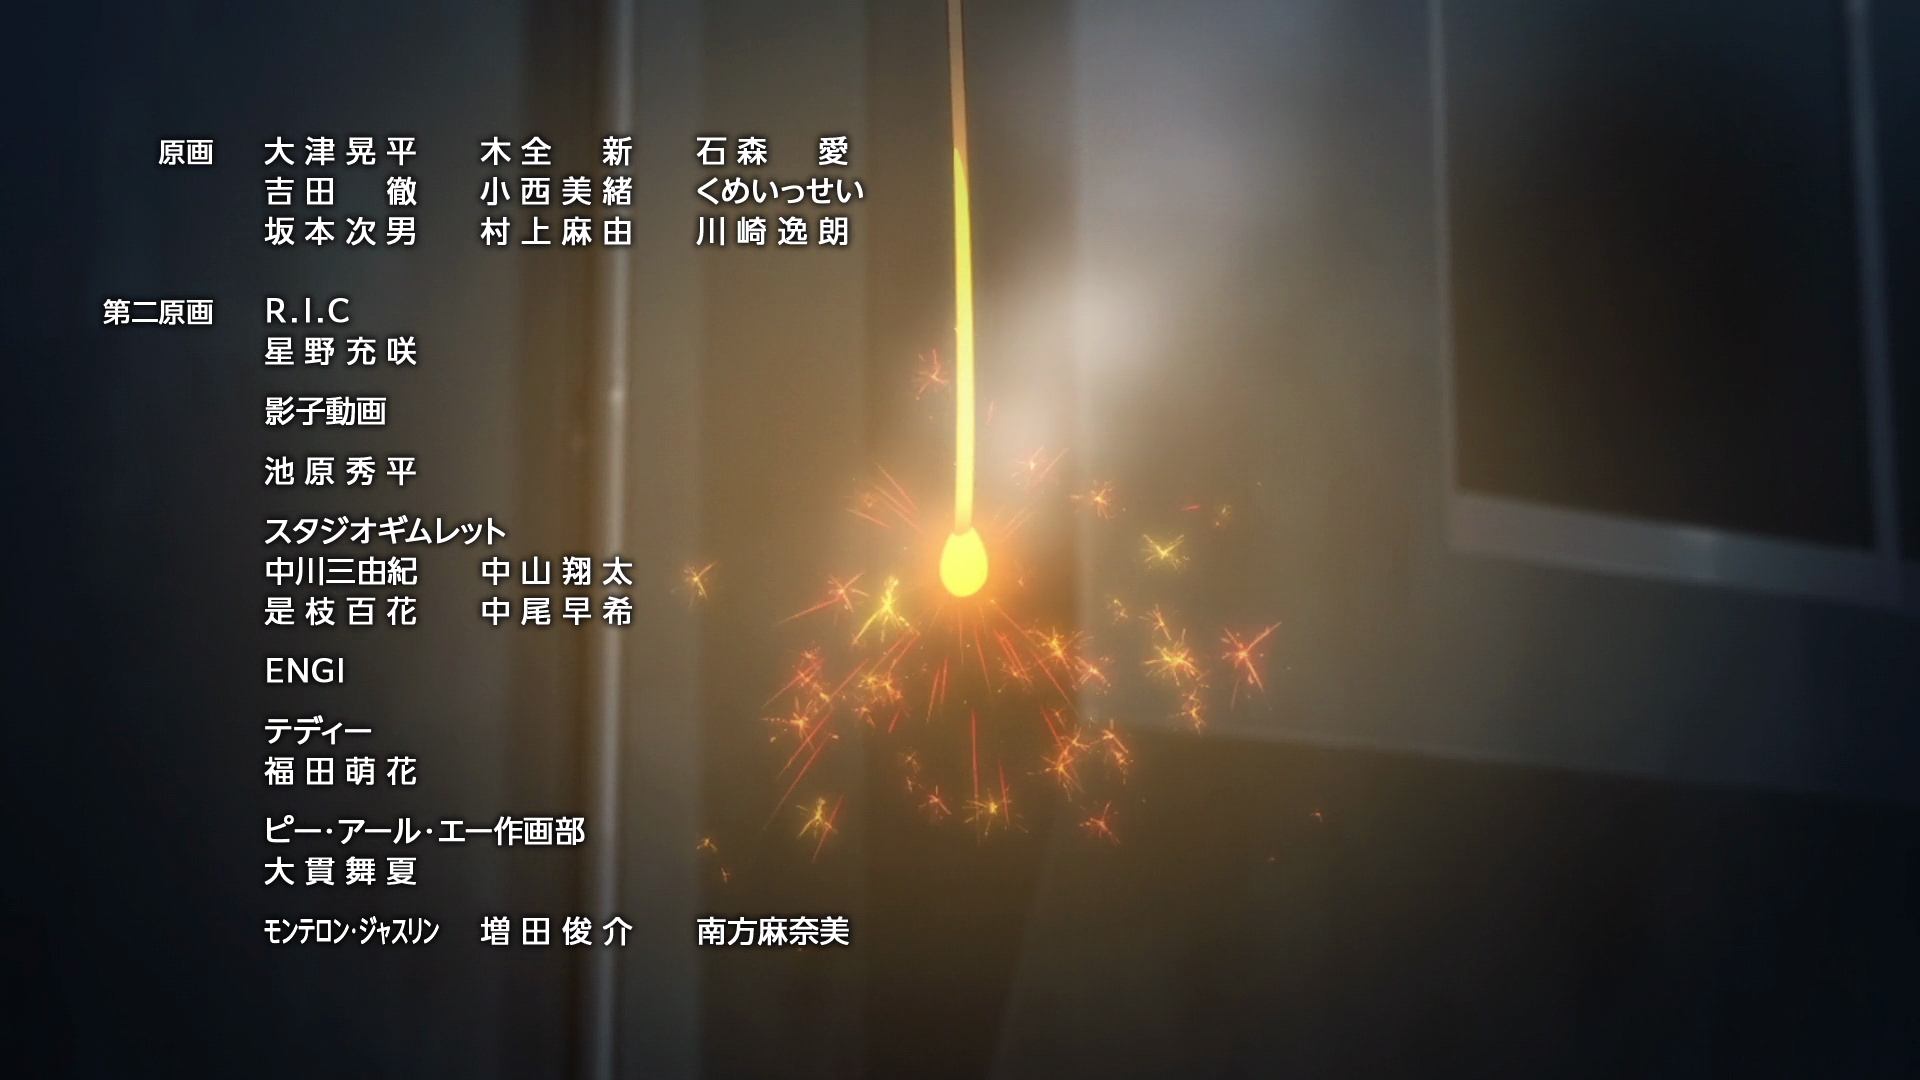 原画 大津晃平 木全新 石森愛
吉田徹 小西美緒 くめいっせい
坂本次男 村上麻由 川崎逸朗
第二原画 R.I.C
星野充咲
影子動画
池原秀平
スタジオギムレット
中川三由紀 中山翔太
是枝百花 中尾早希
ENGI
テディー
福田萌花
ピー・アール・エー作画部
大貫舞夏
モンテロン・ジャスリン 増田俊介 南方麻奈美